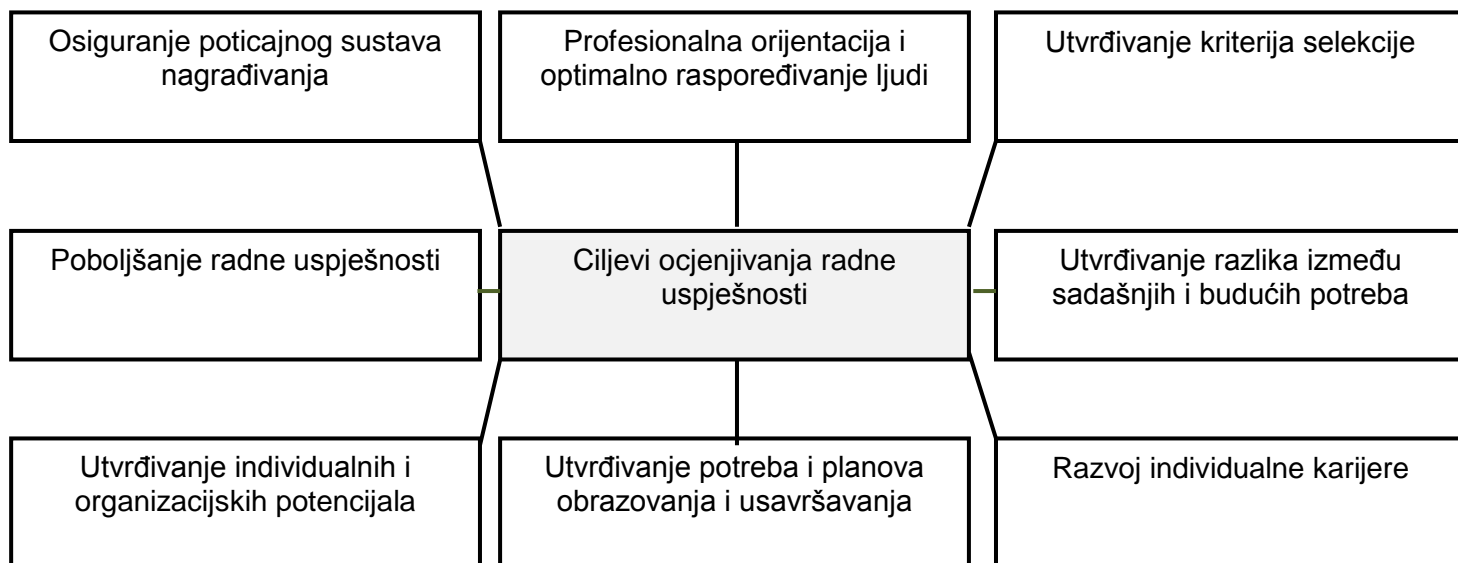 Osiguranje poticajnog sustava
nagrađivanja
Profesionalna orijentacija i
optimalno raspoređivanje ljudi
Utvrđivanje kriterija selekcije
Poboljšanje radne uspješnosti
Ciljevi ocjenjivanja radne
uspješnosti
Utvrđivanje razlika između
sadašnjih i budućih potreba
Utvrđivanje individualnih i
organizacijskih potencijala
Utvrđivanje potreba i planova
obrazovanja i usavršavanja
Razvoj individualne karijere